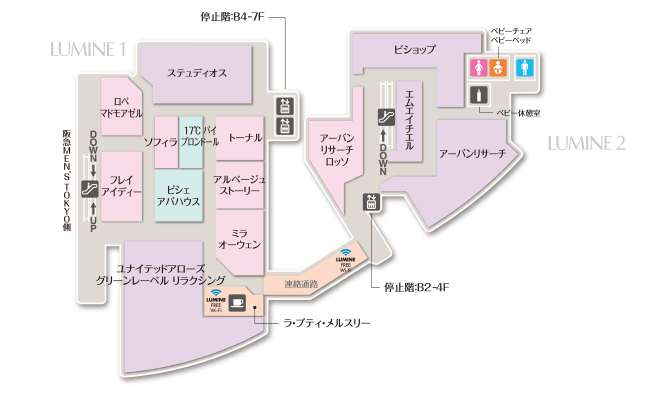 停止階:B4-7F
LUMINE 1
ステュディオス
ロペ
マドモアゼル
ソフィラ
17℃ バイ
ブロンドール
トーナル
阪急MEN'S TOKYO側
DOWN
UP
フレイ
アイディー
ビシェ
アバハウス
アルページュ
ストーリー
ミラ
オーウェン
ユナイテッドアローズ
グリーンレーベル リラクシング
LUMINE
FREE
Wi-Fi
ラ・プティ・メルスリー
連絡通路
LUMINE
FREE
Wi-Fi
ビショップ
ベビーチェア
ベビーベッド
ベビー休憩室
エムエイチエル
アーバン
リサーチ
ロッソ
DOWN
アーバンリサーチ
LUMINE 2
停止階:B2-4F